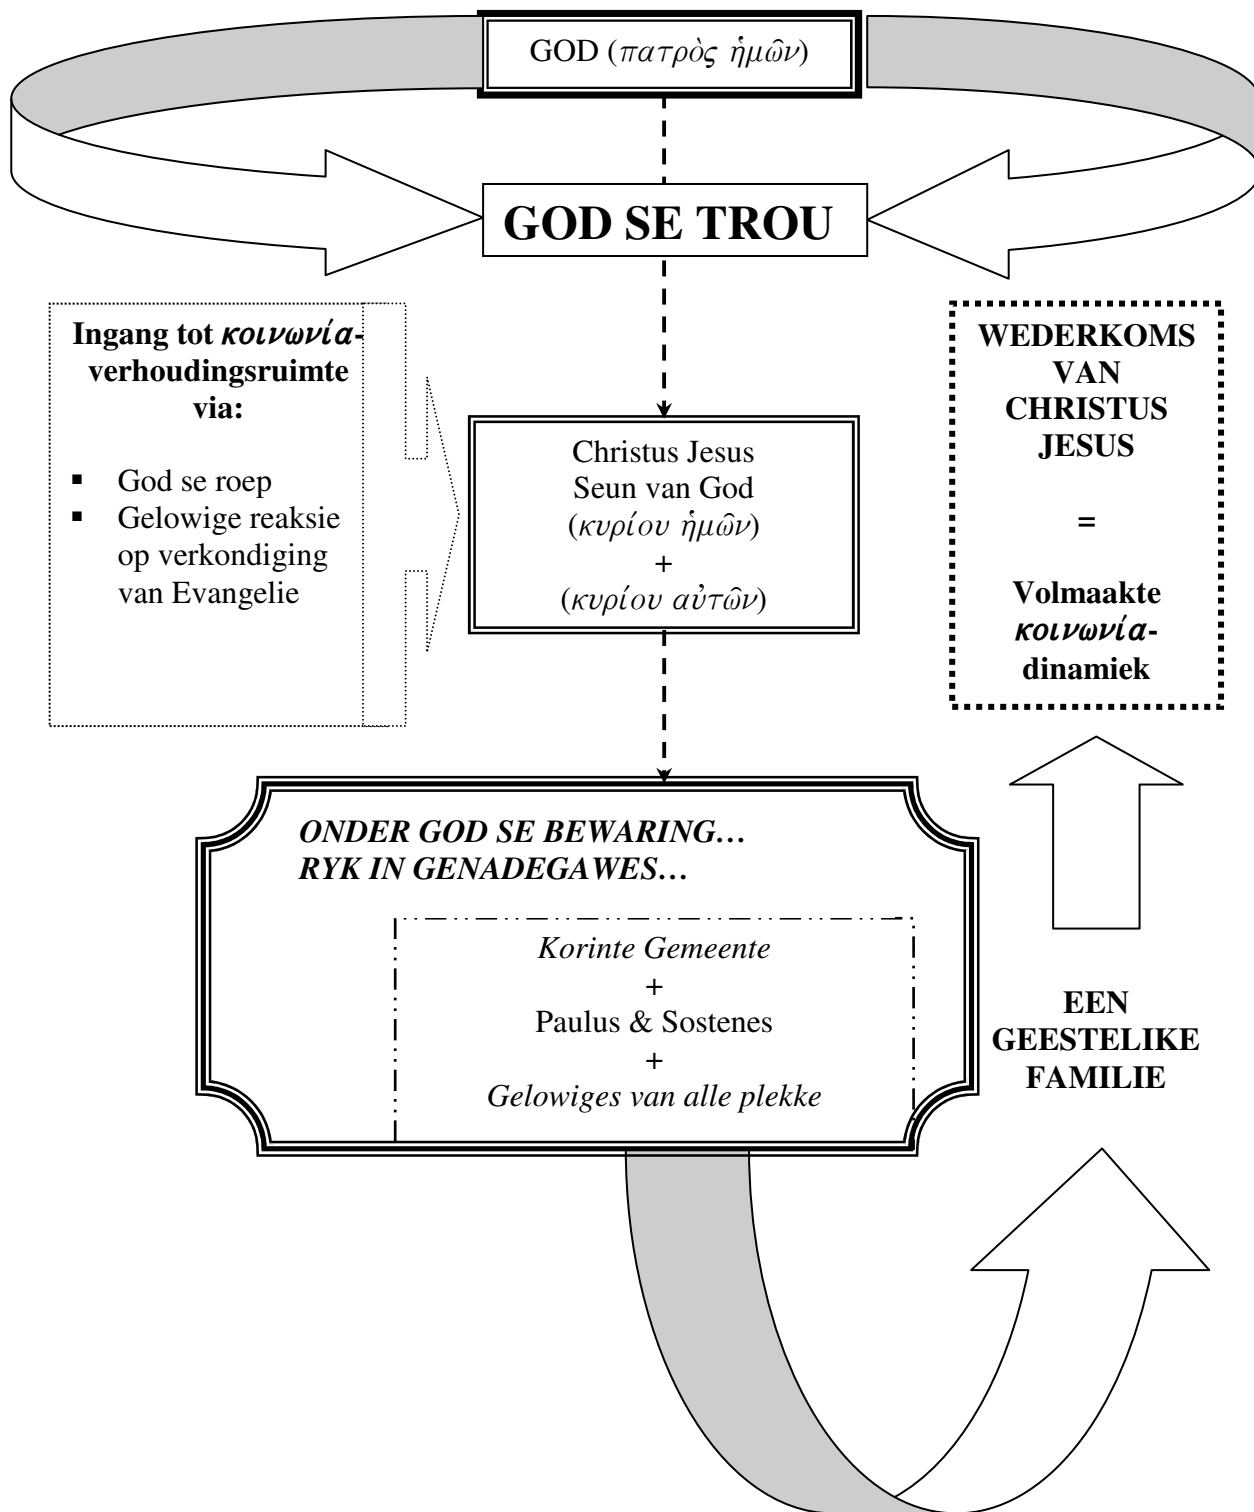 GOD (πατρὸς ἡμῶν)
GOD SE TROU
Ingang tot κοινωνία-
verhoudingsruimte
via:
▪ God se roep
▪ Gelowige reaksie
op verkondiging
van Evangelie
Christus Jesus
Seun van God
(κυρίου ἡμῶν)
+
(κυρίου αὐτῶν)
WEDERKOMS
VAN
CHRISTUS
JESUS
=
Volmaakte
κοινωνία-
dinamiek
ONDER GOD SE BEWARING…
RYK IN GENADEGAWES…
Korinte Gemeente
+
Paulus & Sostenes
+
Gelowiges van alle plekke
EEN
GEESTELIKE
FAMILIE